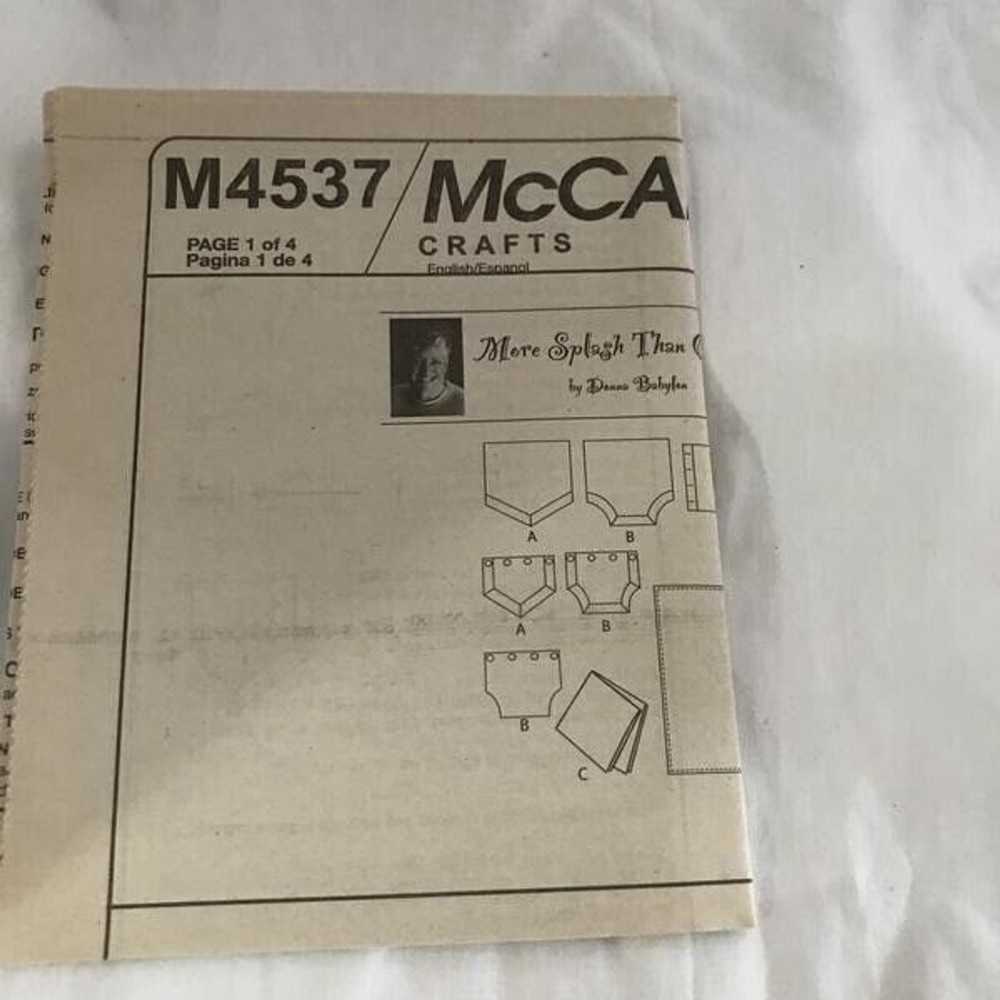 M4537
McCA
PAGE 1 of 4
Pagina 1 de 4
CRAFTS
English/Espanol
More Splash Than
by Donna Babylon
A
B
A
B
B
C